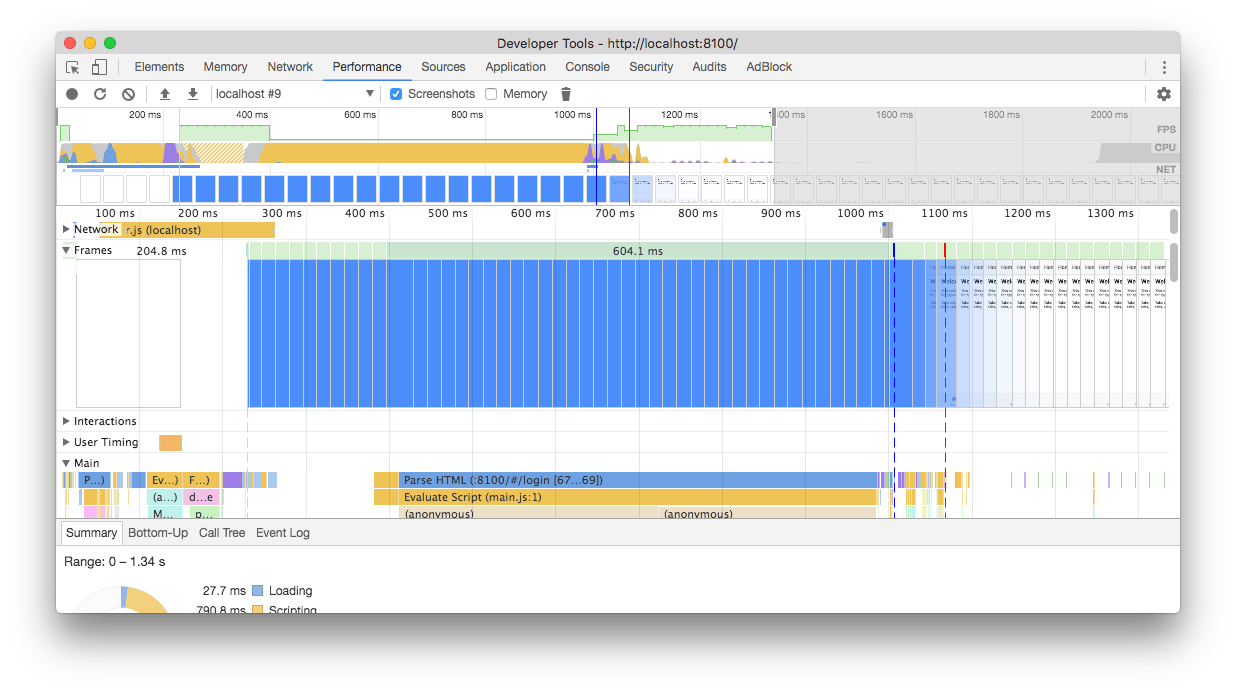 Developer Tools - http://localhost:8100/
Elements Memory Network Performance Sources Application Console Security Audits AdBlock
localhost #9 Screenshots Memory
200 ms 400 ms 600 ms 800 ms 1000 ms 1200 ms 1400 ms 1600 ms 1800 ms 2000 ms
FPS
CPU
NET
100 ms 200 ms 300 ms 400 ms 500 ms 600 ms 700 ms 800 ms 900 ms 1000 ms 1100 ms 1200 ms 1300 ms
Network r.js (localhost)
Frames 204.8 ms 604.1 ms
Interactions
User Timing
Main
P...) Ev...) F...) Parse HTML (:8100/#/login [67...69])
(a...) d...e Evaluate Script (main.js:1)
M... p... (anonymous) (anonymous)
Summary Bottom-Up Call Tree Event Log
Range: 0 – 1.34 s
27.7 ms Loading
790.8 ms Scripting